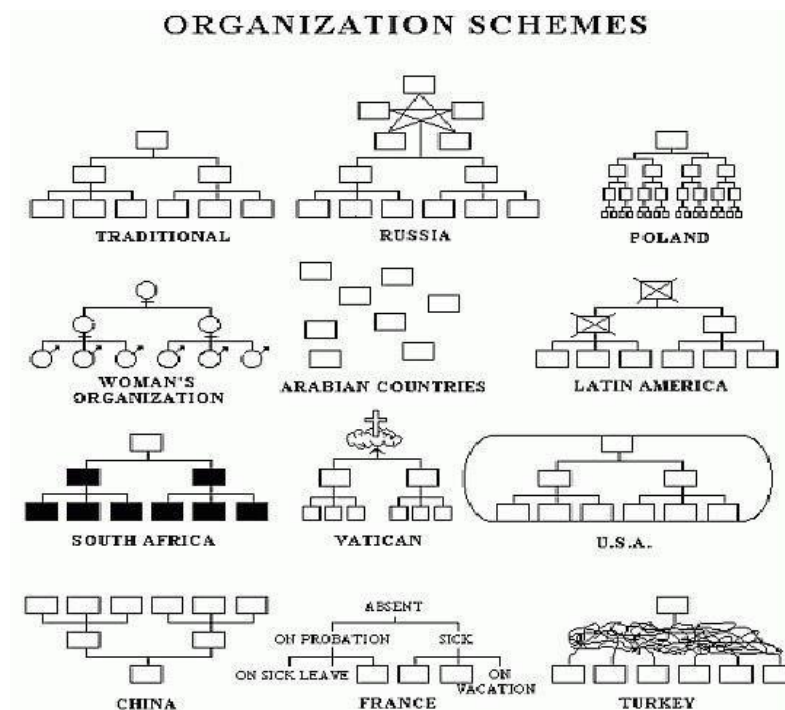 ORGANIZATION SCHEMES
TRADITIONAL
RUSSIA
POLAND
WOMAN'S
ORGANIZATION
ARABIAN COUNTRIES
LATIN AMERICA
SOUTH AFRICA
VATICAN
U.S.A.
CHINA
ABSENT
ON PROBATION
SICK
ON SICK LEAVE
ON
VACATION
FRANCE
TURKEY